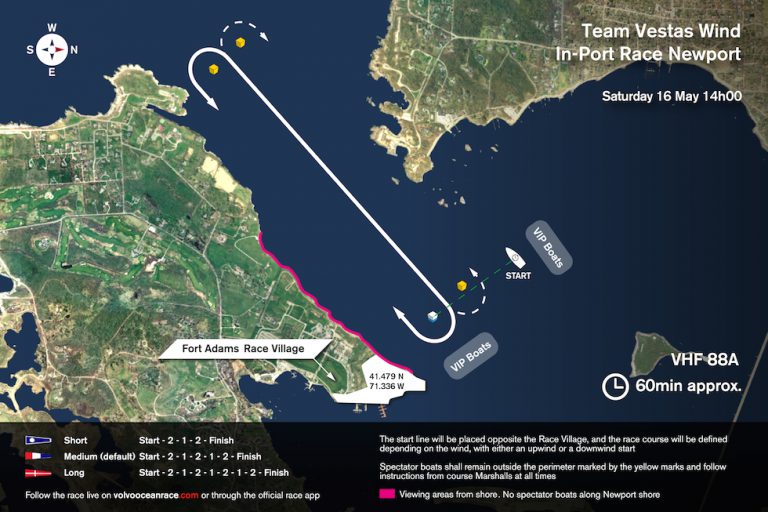 W
S N
E
Team Vestas Wind
In-Port Race Newport
Saturday 16 May 14h00
VIP Boats
START
VIP Boats
Fort Adams Race Village
41.479 N
71.336 W
VHF 88A
60min approx.
Short Start - 2 - 1 - 2 - Finish
Medium (default) Start - 2 - 1 - 2 - 1 - 2 - Finish
Long Start - 2 - 1 - 2 - 1 - 2 - 1 - 2 - Finish
Follow the race live on volvooceanrace.com or through the official race app
The start line will be placed opposite the Race Village, and the race course will be defined
depending on the wind, with either an upwind or a downwind start
Spectator boats shall remain outside the perimeter marked by the yellow marks and follow
instructions from course Marshalls at all times
Viewing areas from shore. No spectator boats along Newport shore